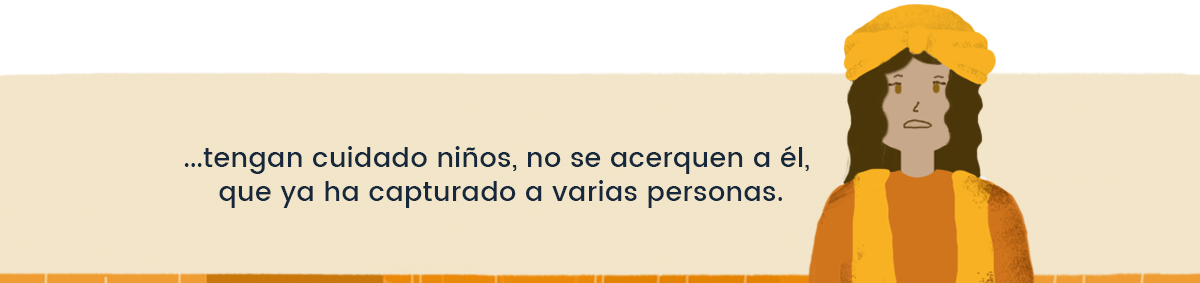 ...tengan cuidado niños, no se acerquen a él,
que ya ha capturado a varias personas.